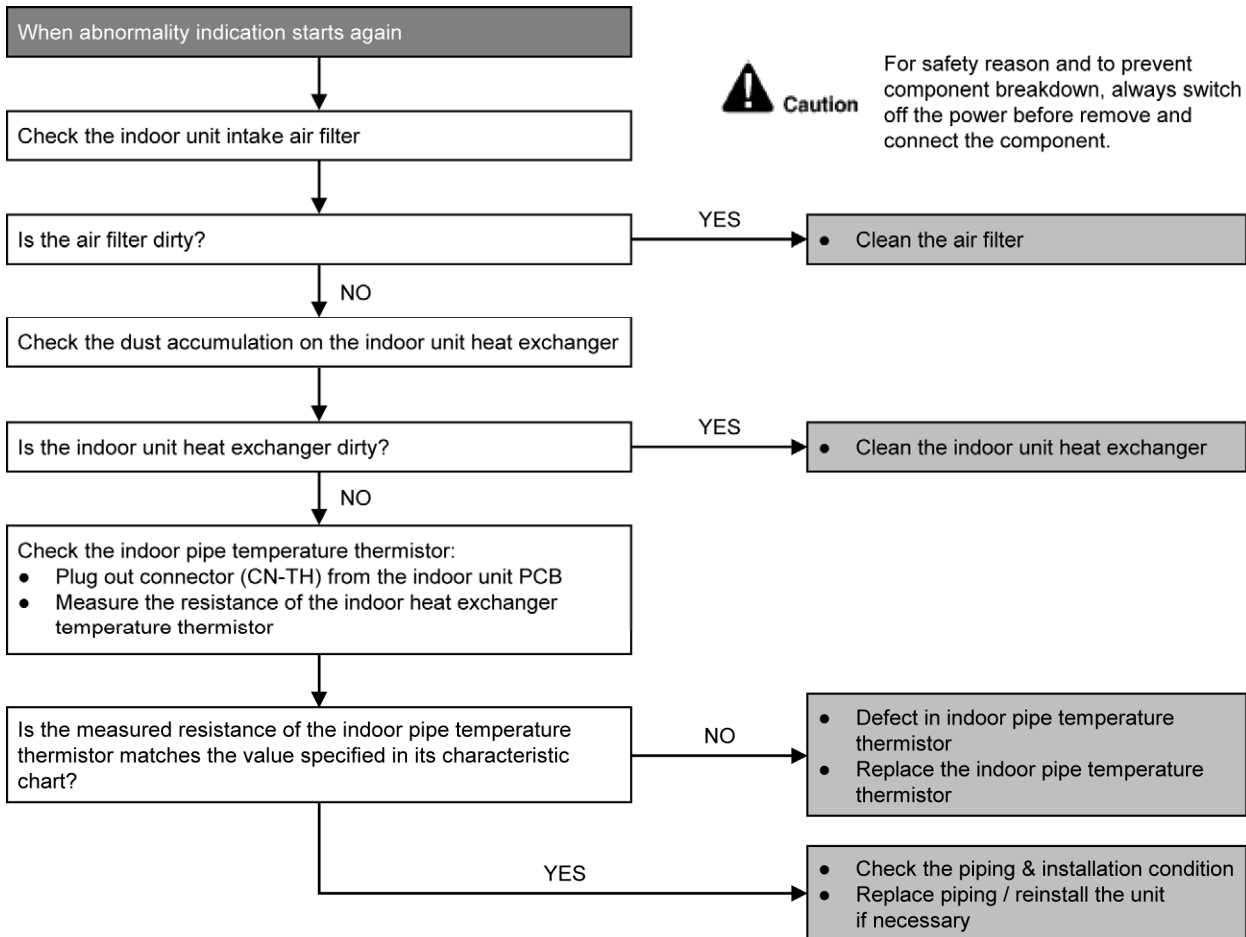 When abnormality indication starts again
Caution
For safety reason and to prevent
component breakdown, always switch
off the power before remove and
connect the component.
Check the indoor unit intake air filter
Is the air filter dirty?
YES
● Clean the air filter
NO
Check the dust accumulation on the indoor unit heat exchanger
Is the indoor unit heat exchanger dirty?
YES
● Clean the indoor unit heat exchanger
NO
Check the indoor pipe temperature thermistor:
● Plug out connector (CN-TH) from the indoor unit PCB
● Measure the resistance of the indoor heat exchanger
temperature thermistor
Is the measured resistance of the indoor pipe temperature
thermistor matches the value specified in its characteristic
chart?
NO
● Defect in indoor pipe temperature
thermistor
● Replace the indoor pipe temperature
thermistor
YES
● Check the piping & installation condition
● Replace piping / reinstall the unit
if necessary